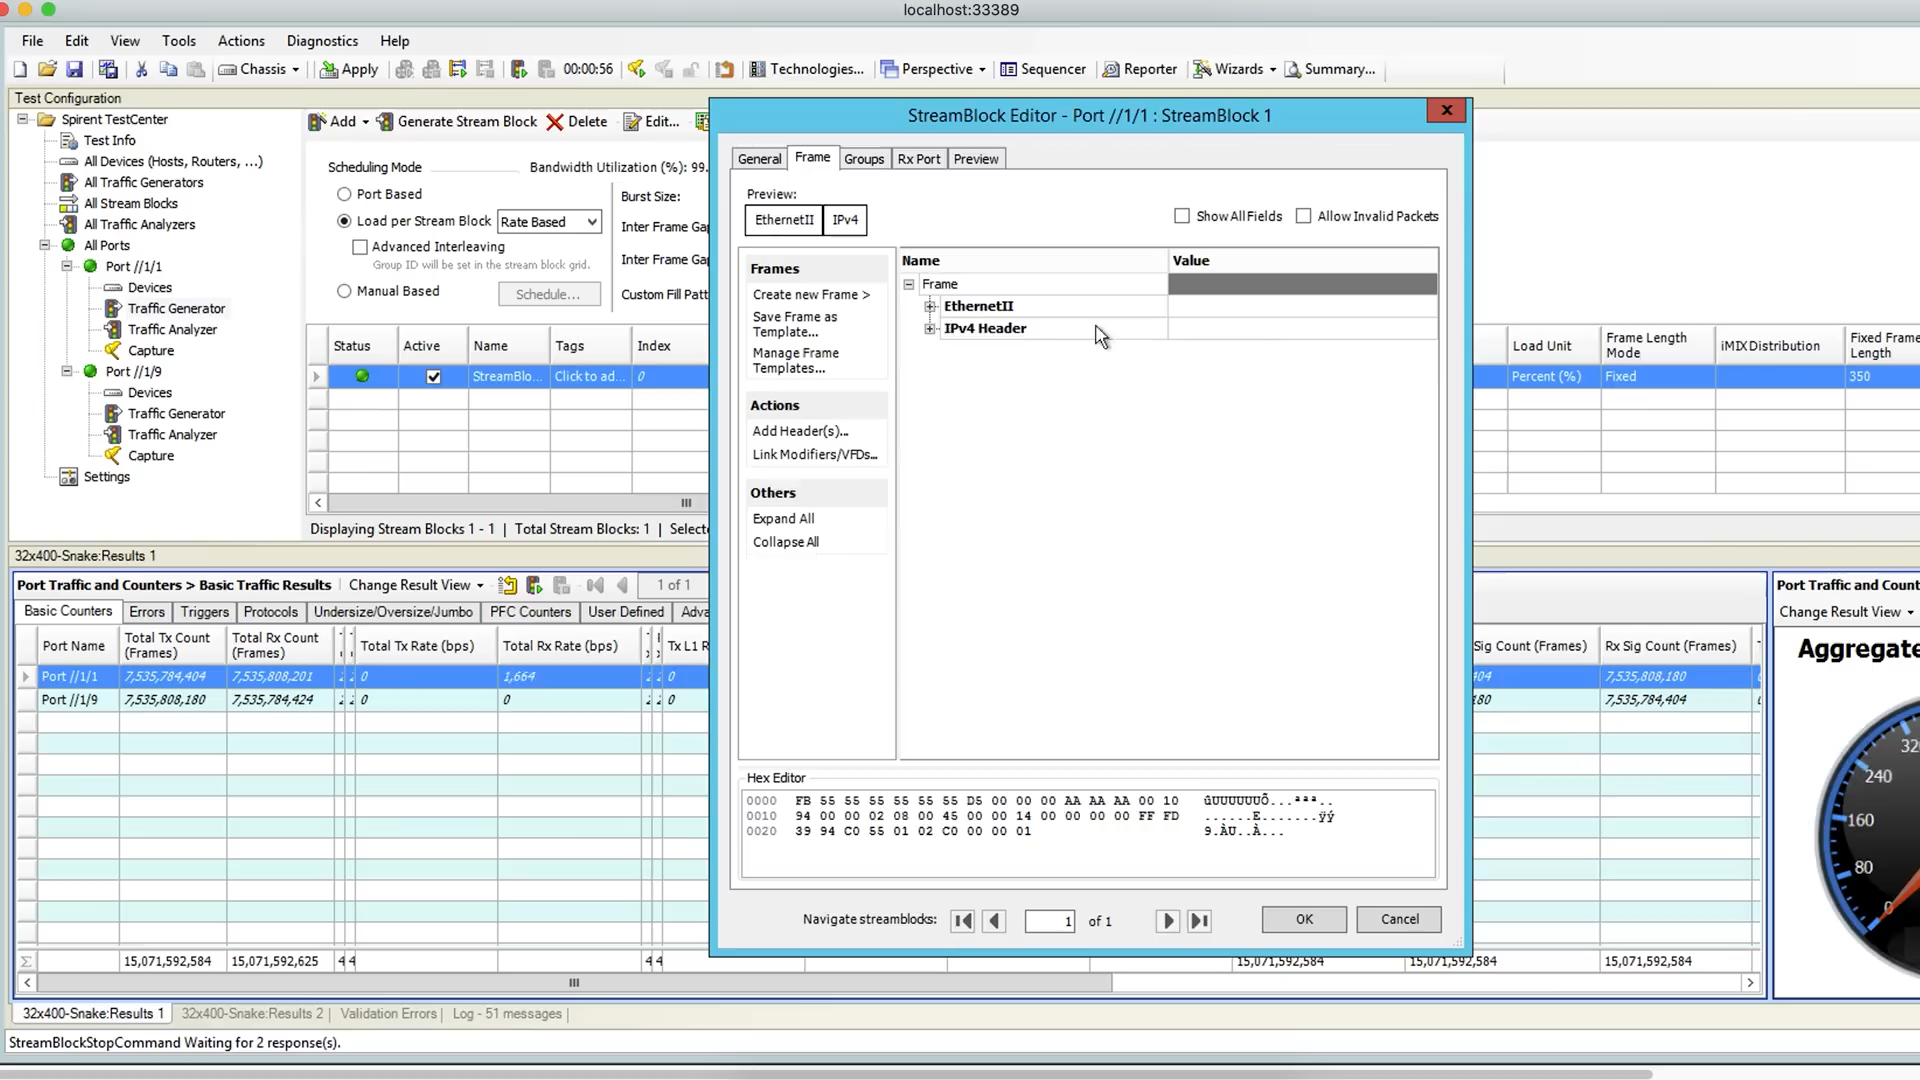 localhost:33389
File Edit View Tools Actions Diagnostics Help
Chassis Apply 00:00:56 Technologies... Perspective Sequencer Reporter Wizards Summary...
Test Configuration
Spirent TestCenter
Test Info
All Devices (Hosts, Routers, ...)
All Traffic Generators
All Stream Blocks
All Traffic Analyzers
All Ports
Port //1/1
Devices
Traffic Generator
Traffic Analyzer
Capture
Port //1/9
Devices
Traffic Generator
Traffic Analyzer
Capture
Settings
Add Generate Stream Block Delete Edit...
Scheduling Mode Bandwidth Utilization (%): 99.
Port Based Burst Size:
Load per Stream Block Rate Based Inter Frame Gap
Advanced Interleaving
Group ID will be set in the stream block grid. Inter Frame Gap
Manual Based Schedule... Custom Fill Patt
Status Active Name Tags Index
StreamBlo... Click to ad... 0
Displaying Stream Blocks 1 - 1 | Total Stream Blocks: 1 | Selecte
Load Unit Frame Length Mode iMIX Distribution Fixed Frame Length
Percent (%) Fixed 350
StreamBlock Editor - Port //1/1 : StreamBlock 1
General Frame Groups Rx Port Preview
Preview:
EthernetII IPv4 Show All Fields Allow Invalid Packets
Frames
Create new Frame >
Save Frame as
Template...
Manage Frame
Templates...
Actions
Add Header(s)...
Link Modifiers/VFDs...
Others
Expand All
Collapse All
Name Value
Frame
EthernetII
IPv4 Header
Hex Editor
0000 FB 55 55 55 55 55 55 D5 00 00 00 AA AA AA 00 10 ûUUUUUUÕ...ªªª..
0010 94 00 00 02 08 00 45 00 00 14 00 00 00 00 FF FD ......E.......ÿý
0020 39 94 C0 55 01 02 C0 00 00 01 9.ÀU..À...
Navigate streamblocks: 1 of 1 OK Cancel
32x400-Snake:Results 1
Port Traffic and Counters > Basic Traffic Results Change Result View 1 of 1
Basic Counters Errors Triggers Protocols Undersize/Oversize/Jumbo PFC Counters User Defined Adva
Port Name Total Tx Count (Frames) Total Rx Count (Frames) Total Tx Rate (bps) Total Rx Rate (bps) Tx L1 R Sig Count (Frames) Rx Sig Count (Frames)
Port //1/1 7,535,784,404 7,535,808,201 0 1,664 0 404 7,535,808,180
Port //1/9 7,535,808,180 7,535,784,424 0 0 0 180 7,535,784,404
15,071,592,584 15,071,592,625 4 4 4 4 15,071,592,584 15,071,592,584 15,071,592,584
Port Traffic and Count
Change Result View
Aggregate
320
240
160
80
0
32x400-Snake:Results 1 32x400-Snake:Results 2 | Validation Errors | Log - 51 messages |
StreamBlockStopCommand Waiting for 2 response(s).